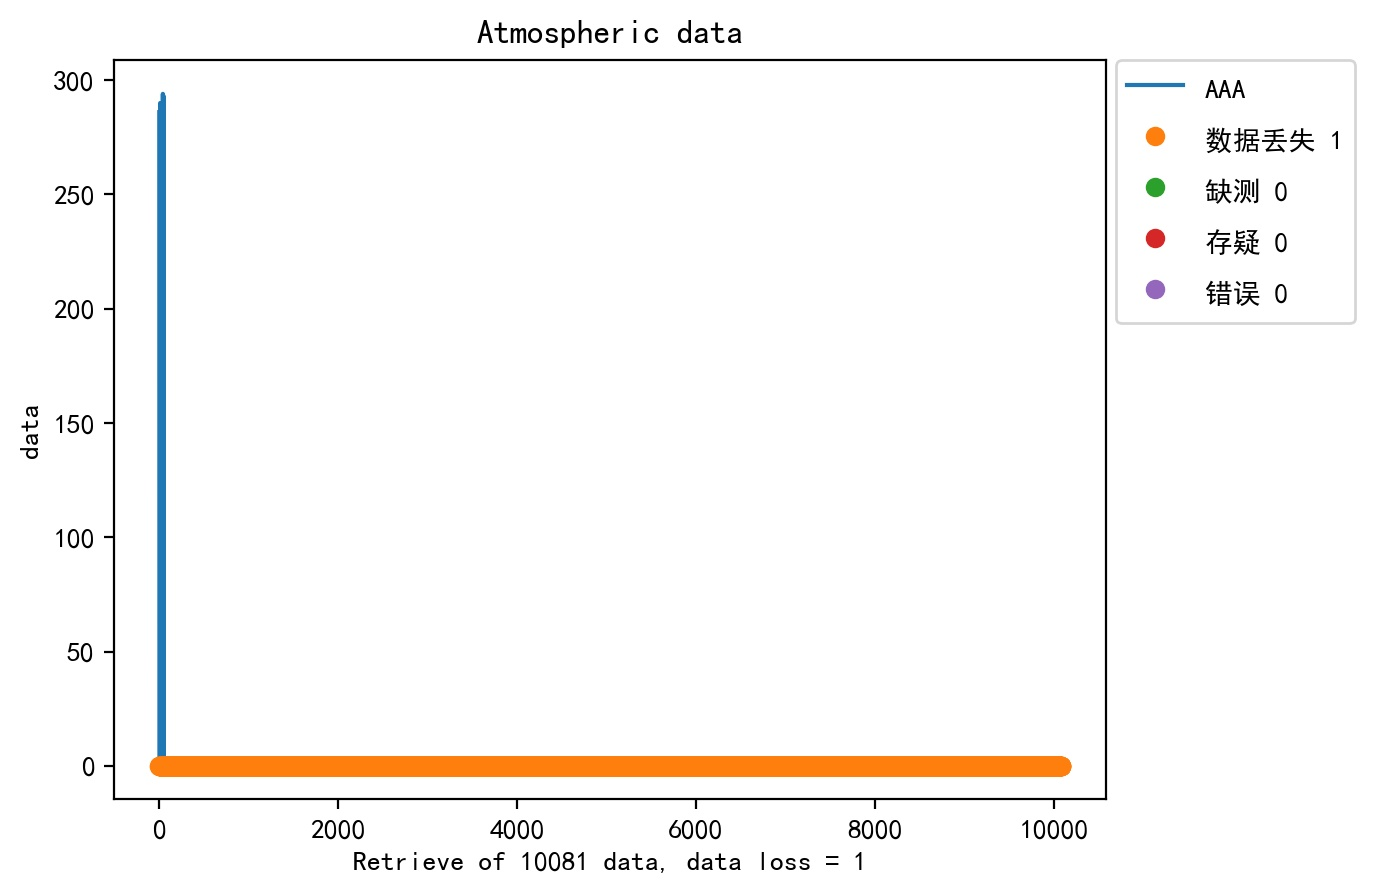 Atmospheric data
300
250
200
150
100
50
0
data
0
2000
4000
6000
8000
10000
Retrieve of 10081 data, data loss = 1
AAA
数据丢失 1
缺测 0
存疑 0
错误 0